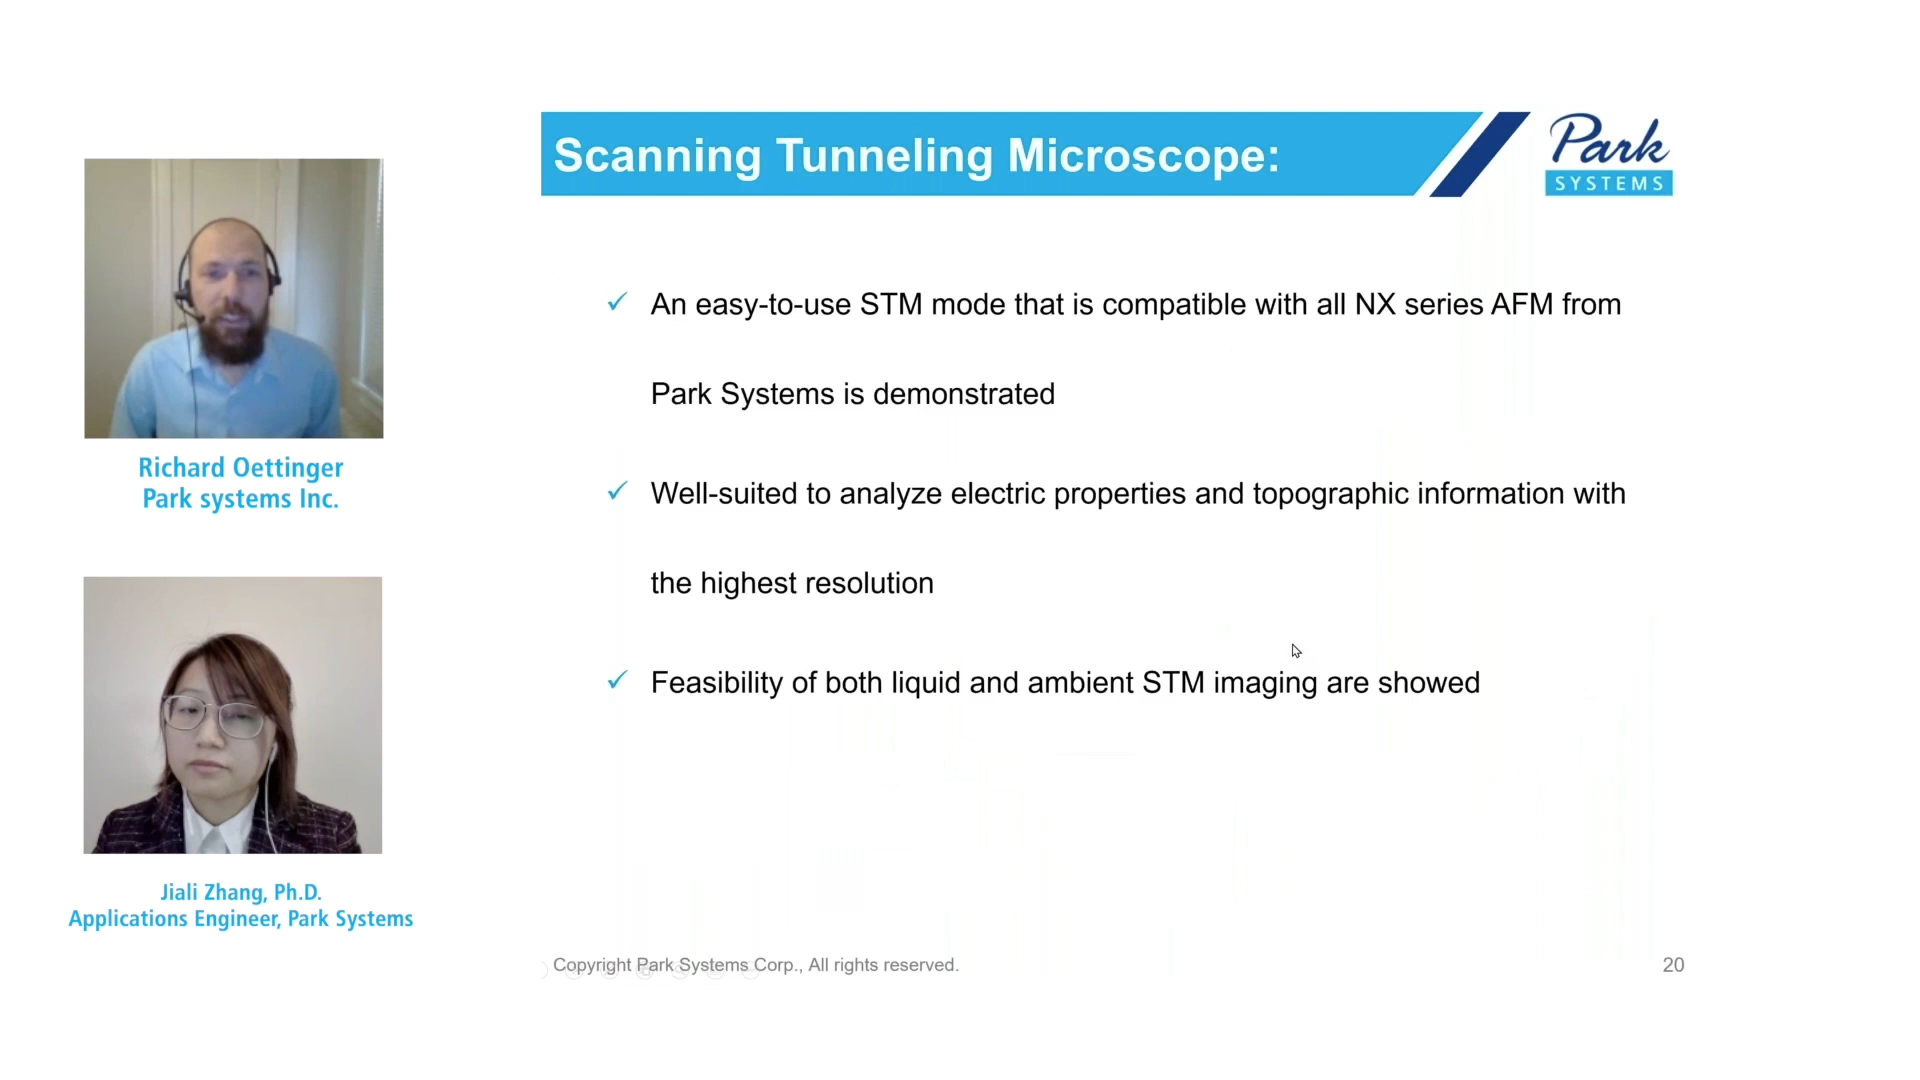 Scanning Tunneling Microscope:
Park
SYSTEMS
An easy-to-use STM mode that is compatible with all NX series AFM from
Park Systems is demonstrated
Well-suited to analyze electric properties and topographic information with
the highest resolution
Feasibility of both liquid and ambient STM imaging are showed
Richard Oettinger
Park systems Inc.
Jiali Zhang, Ph.D.
Applications Engineer, Park Systems
Copyright Park Systems Corp., All rights reserved.
20